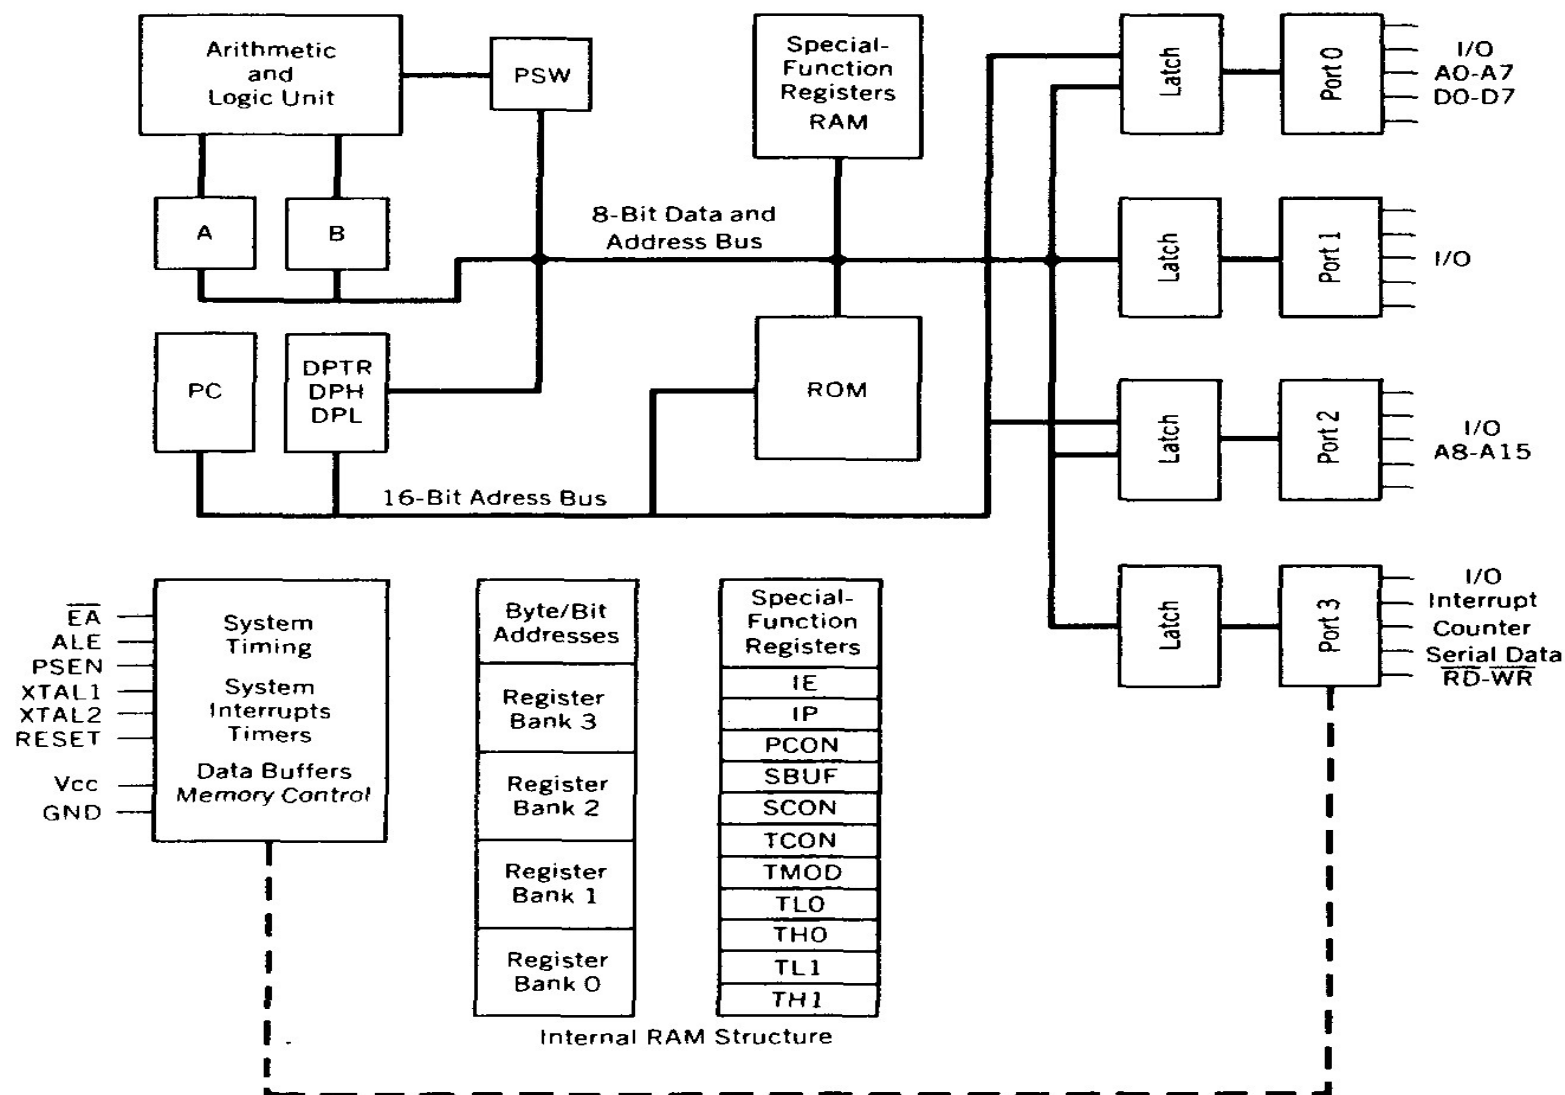 Arithmetic
and
Logic Unit
PSW
A
B
PC
DPTR
DPH
DPL
8-Bit Data and
Address Bus
16-Bit Adress Bus
Special-
Function
Registers
RAM
ROM
Latch
Port 0
I/O
A0-A7
D0-D7
Latch
Port 1
I/O
Latch
Port 2
I/O
A8-A15
Latch
Port 3
I/O
Interrupt
Counter
Serial Data
R̅D̅-W̅R̅
E̅A̅
ALE
PSEN
XTAL1
XTAL2
RESET
Vcc
GND
System
Timing
System
Interrupts
Timers
Data Buffers
Memory Control
Byte/Bit
Addresses
Register
Bank 3
Register
Bank 2
Register
Bank 1
Register
Bank 0
Special-
Function
Registers
IE
IP
PCON
SBUF
SCON
TCON
TMOD
TL0
TH0
TL1
TH1
Internal RAM Structure